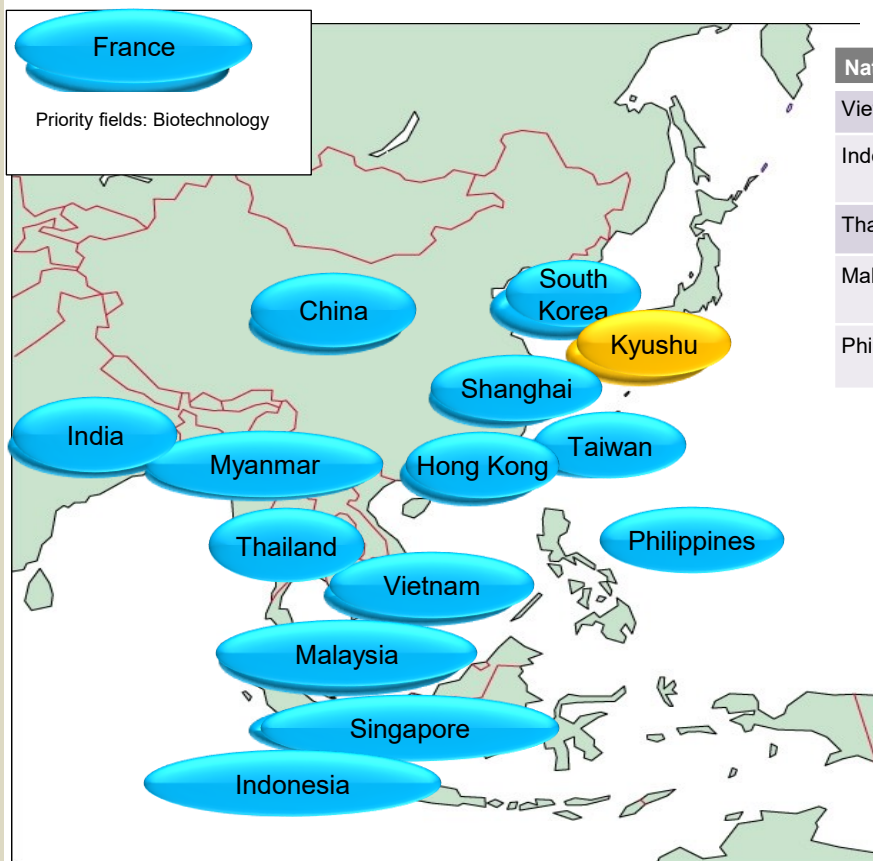 France
Priority fields: Biotechnology
China
South
Korea
Kyushu
Shanghai
India
Myanmar
Hong Kong
Taiwan
Thailand
Philippines
Vietnam
Malaysia
Singapore
Indonesia